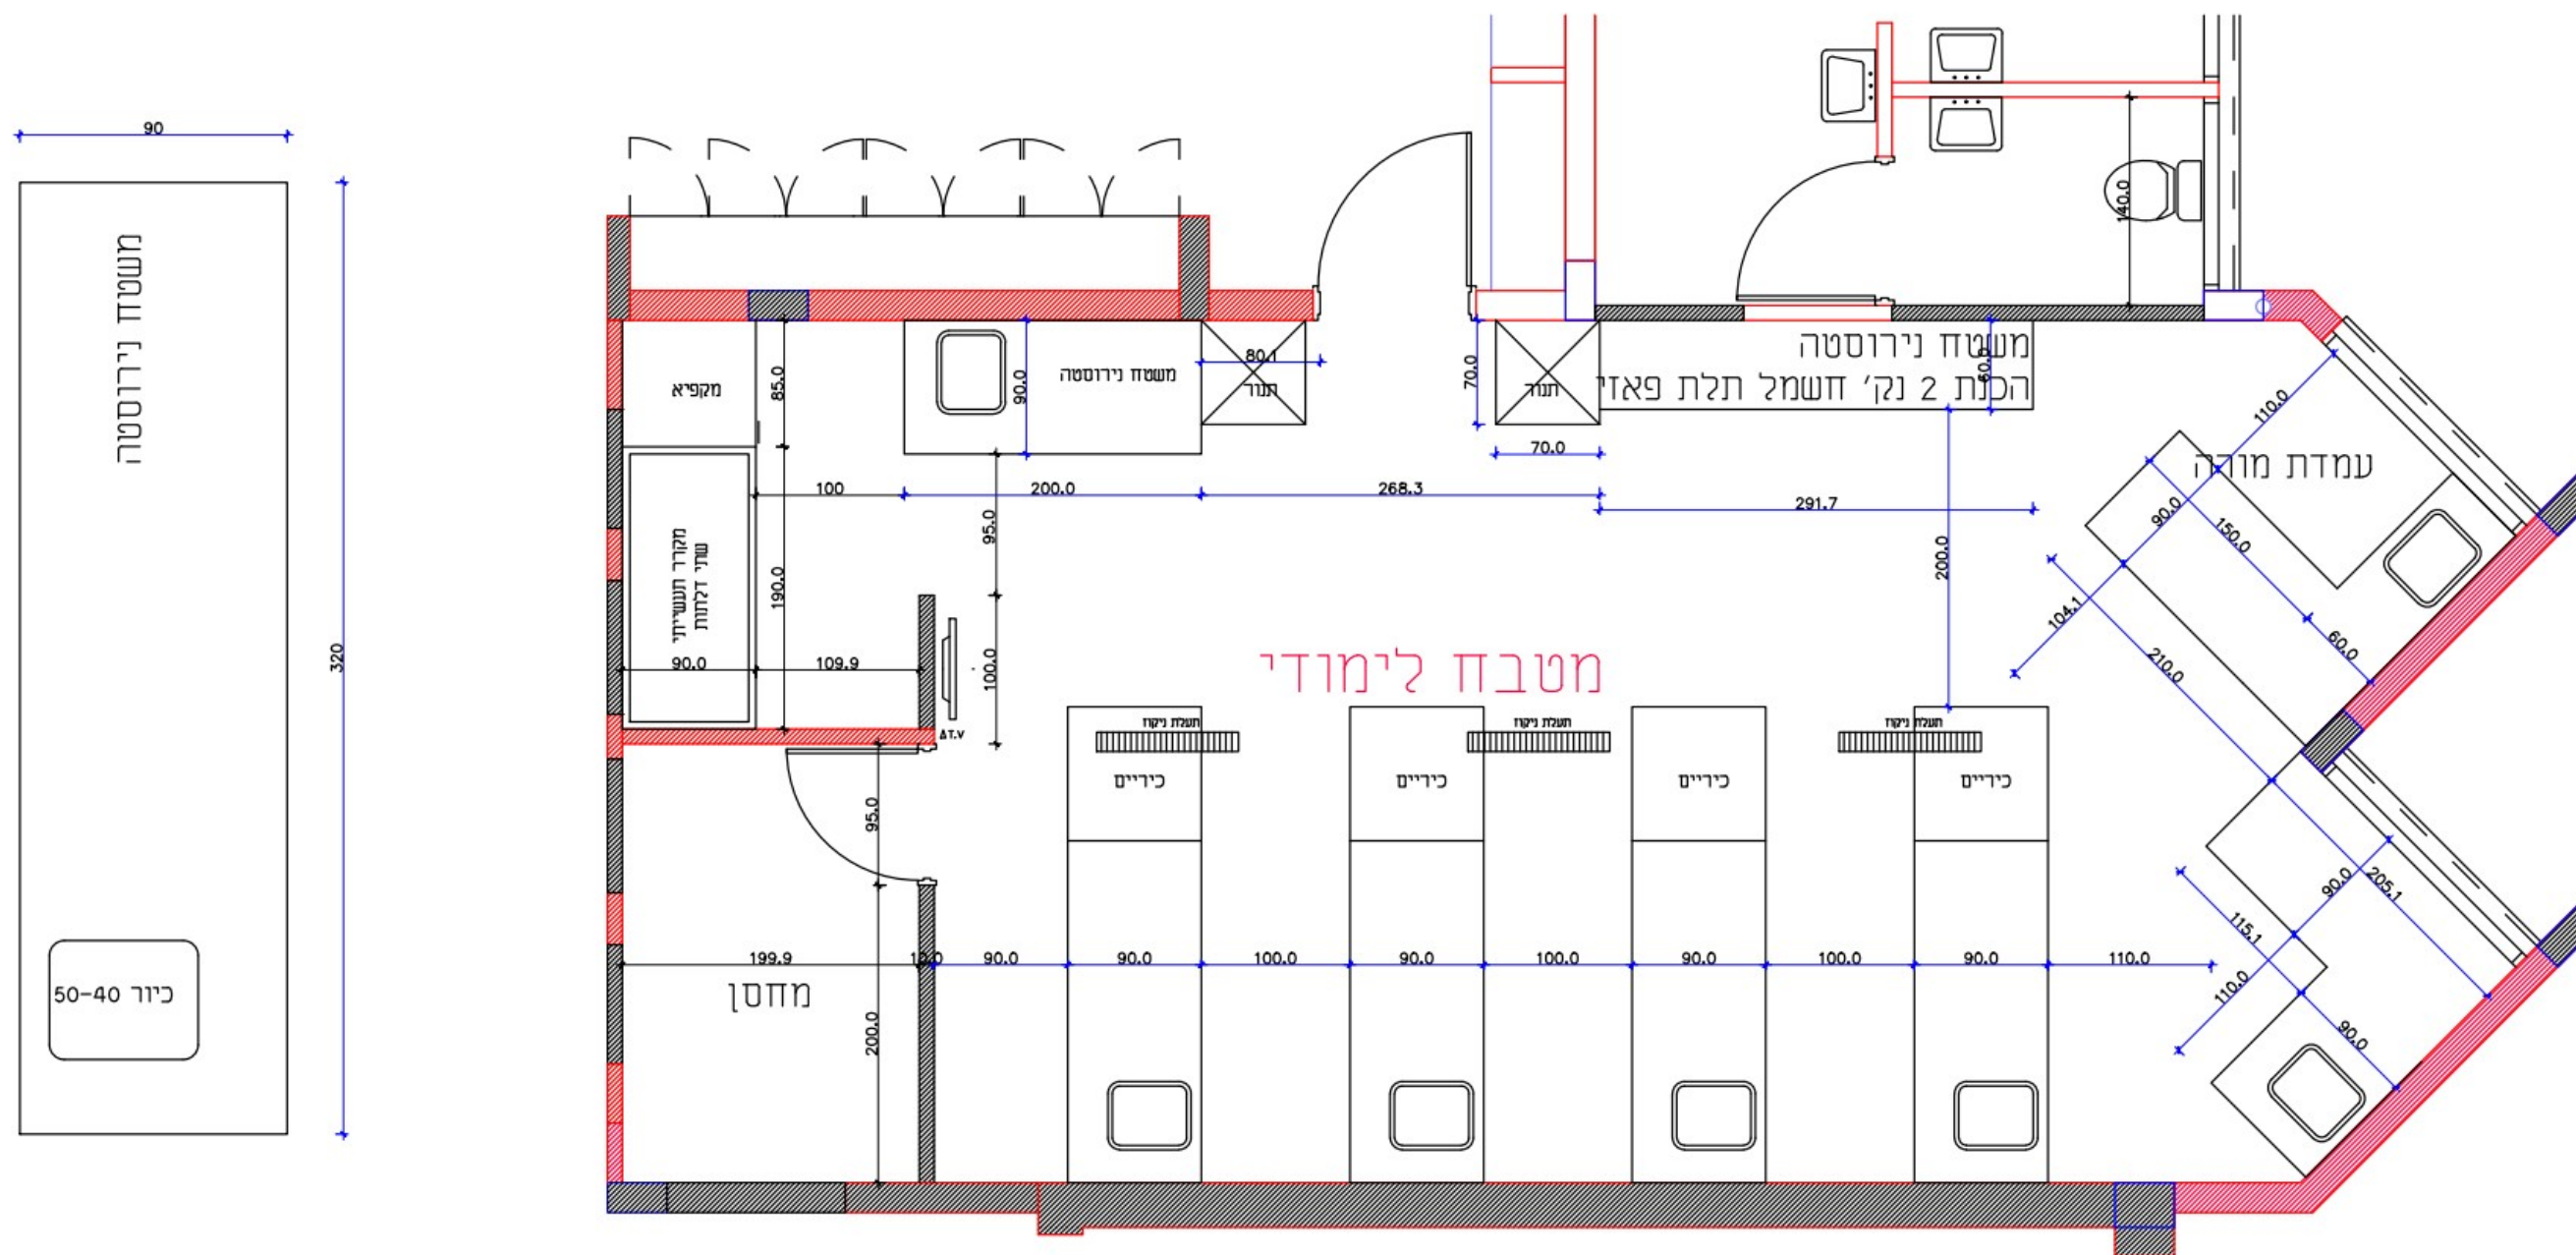 90
משטח נירוסטה
320
כיור 50-40
מקפיא
85.0
90.0
משטח נירוסטה
80.1
תנור
70.0
תנור
70.0
משטח נירוסטה
הכנת 2 נק' חשמל תלת פאזי
60.0
140.0
110.0
עמדת מורה
90.0
150.0
60.0
104.1
210.0
100
200.0
268.3
291.7
95.0
200.0
מקרר תעשייתי
שתי דלתות
190.0
90.0
109.9
100.0
Δ T.V
מטבח לימודי
תעלת ניקוז
תעלת ניקוז
תעלת ניקוז
כיריים
כיריים
כיריים
כיריים
95.0
200.0
199.9
10.0
90.0
90.0
100.0
90.0
100.0
90.0
100.0
90.0
110.0
מחסן
90.0
205.1
115.1
110.0
90.0